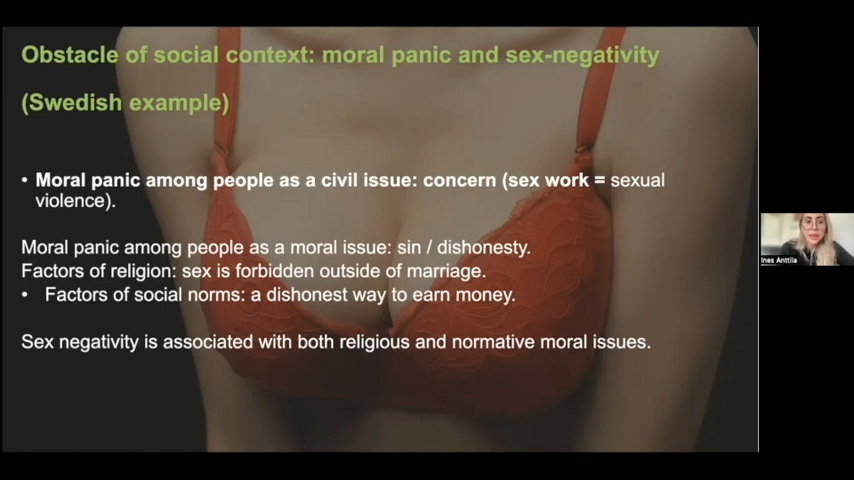 Obstacle of social context: moral panic and sex-negativity
(Swedish example)
• Moral panic among people as a civil issue: concern (sex work = sexual
violence).
Moral panic among people as a moral issue: sin / dishonesty.
Factors of religion: sex is forbidden outside of marriage.
• Factors of social norms: a dishonest way to earn money.
Sex negativity is associated with both religious and normative moral issues.
Ines Anttila